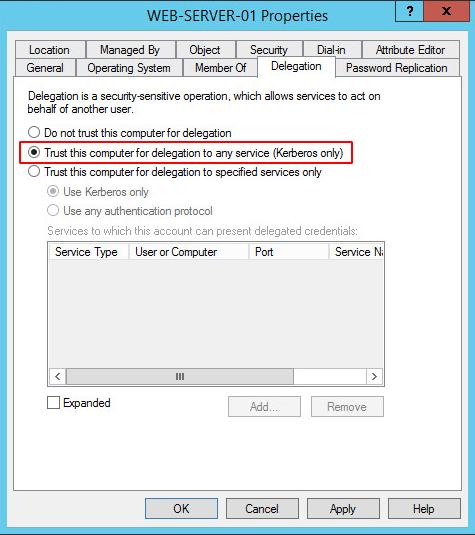 WEB-SERVER-01 Properties
? X
Location Managed By Object Security Dial-in Attribute Editor
General Operating System Member Of Delegation Password Replication
Delegation is a security-sensitive operation, which allows services to act on
behalf of another user.
Do not trust this computer for delegation
Trust this computer for delegation to any service (Kerberos only)
Trust this computer for delegation to specified services only
Use Kerberos only
Use any authentication protocol
Services to which this account can present delegated credentials:
Service Type User or Computer Port Service Na
Expanded
Add... Remove
OK Cancel Apply Help